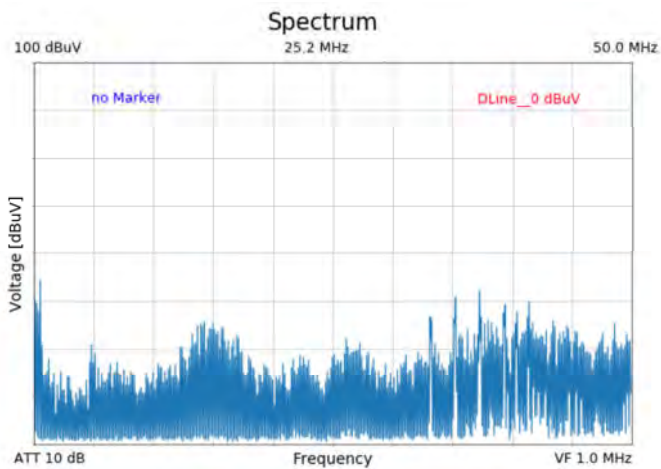 Spectrum
100 dBuV 25.2 MHz 50.0 MHz
no Marker DLine__0 dBuV
Voltage [dBuV]
ATT 10 dB Frequency VF 1.0 MHz